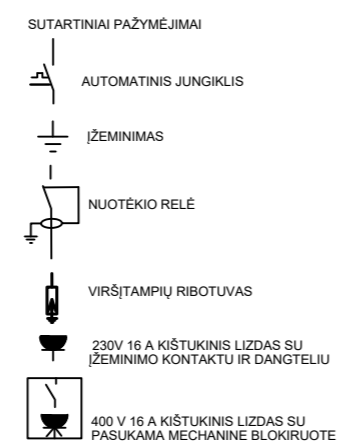 SUTARTINIAI PAŽYMĖJIMAI
AUTOMATINIS JUNGIKLIS
ĮŽEMINIMAS
NUOTĖKIO RELĖ
VIRŠĮTAMPIŲ RIBOTUVAS
230V 16 A KIŠTUKINIS LIZDAS SU
ĮŽEMINIMO KONTAKTU IR DANGTELIU
400 V 16 A KIŠTUKINIS LIZDAS SU
PASUKAMA MECHANINE BLOKIRUOTE